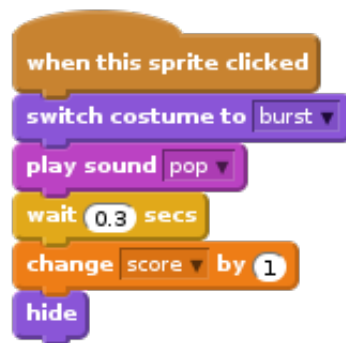 when this sprite clicked
switch costume to burst
play sound pop
wait 0.3 secs
change score by 1
hide